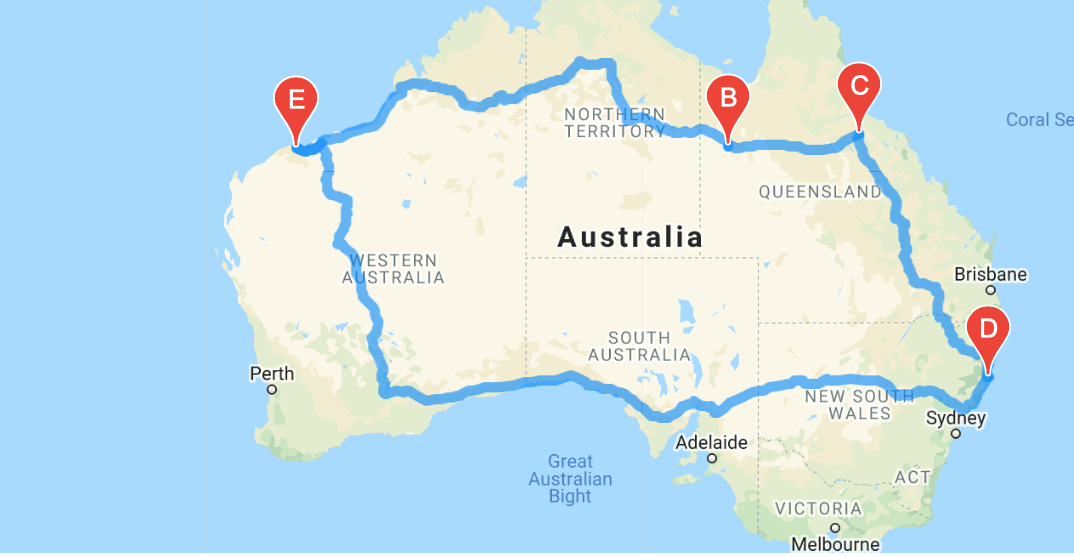 E
B
C
Coral Se
NORTHERN
TERRITORY
QUEENSLAND
Australia
WESTERN
AUSTRALIA
Brisbane
D
SOUTH
AUSTRALIA
Perth
NEW SOUTH
WALES
Sydney
Adelaide
Great
Australian
Bight
ACT
VICTORIA
Melbourne